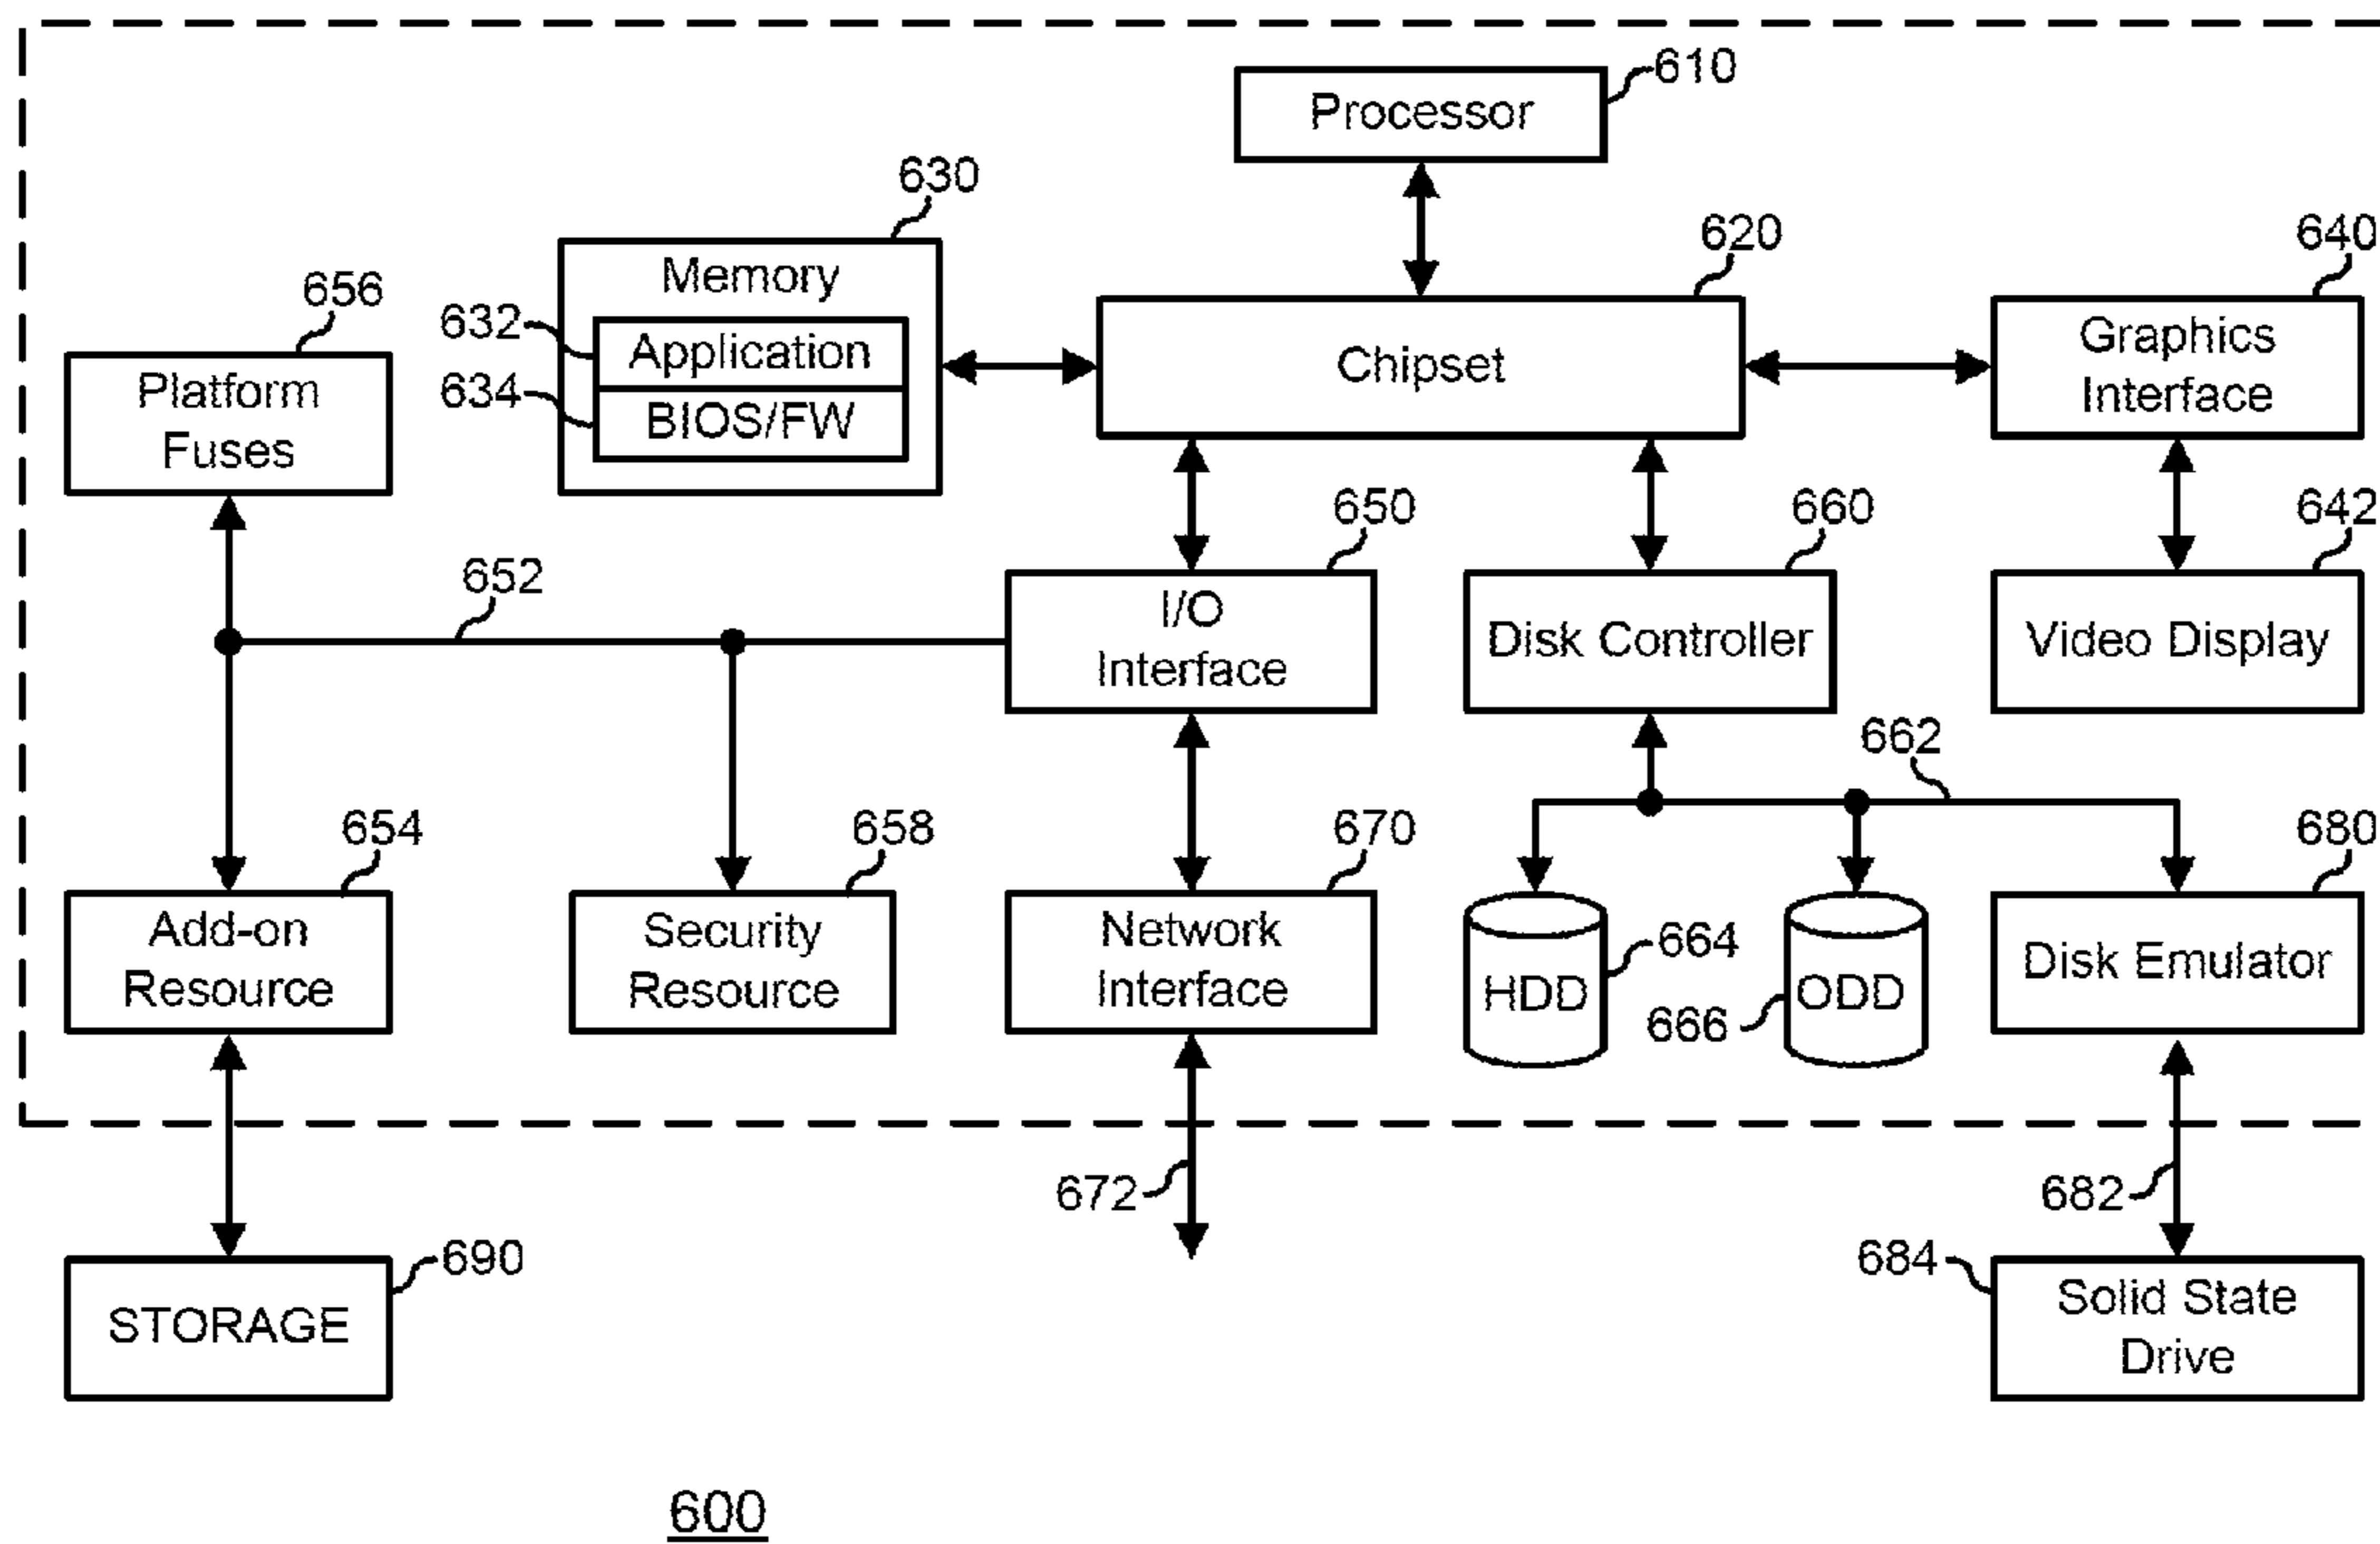 610
Processor
630
620
640
Memory
656
632
Application
Chipset
Graphics
Interface
Platform
Fuses
634
BIOS/FW
650
660
642
652
I/O
Interface
Disk Controller
Video Display
662
654
658
670
680
Add-on
Resource
Security
Resource
Network
Interface
HDD
664
ODD
666
Disk Emulator
672
682
690
684
STORAGE
Solid State
Drive
600